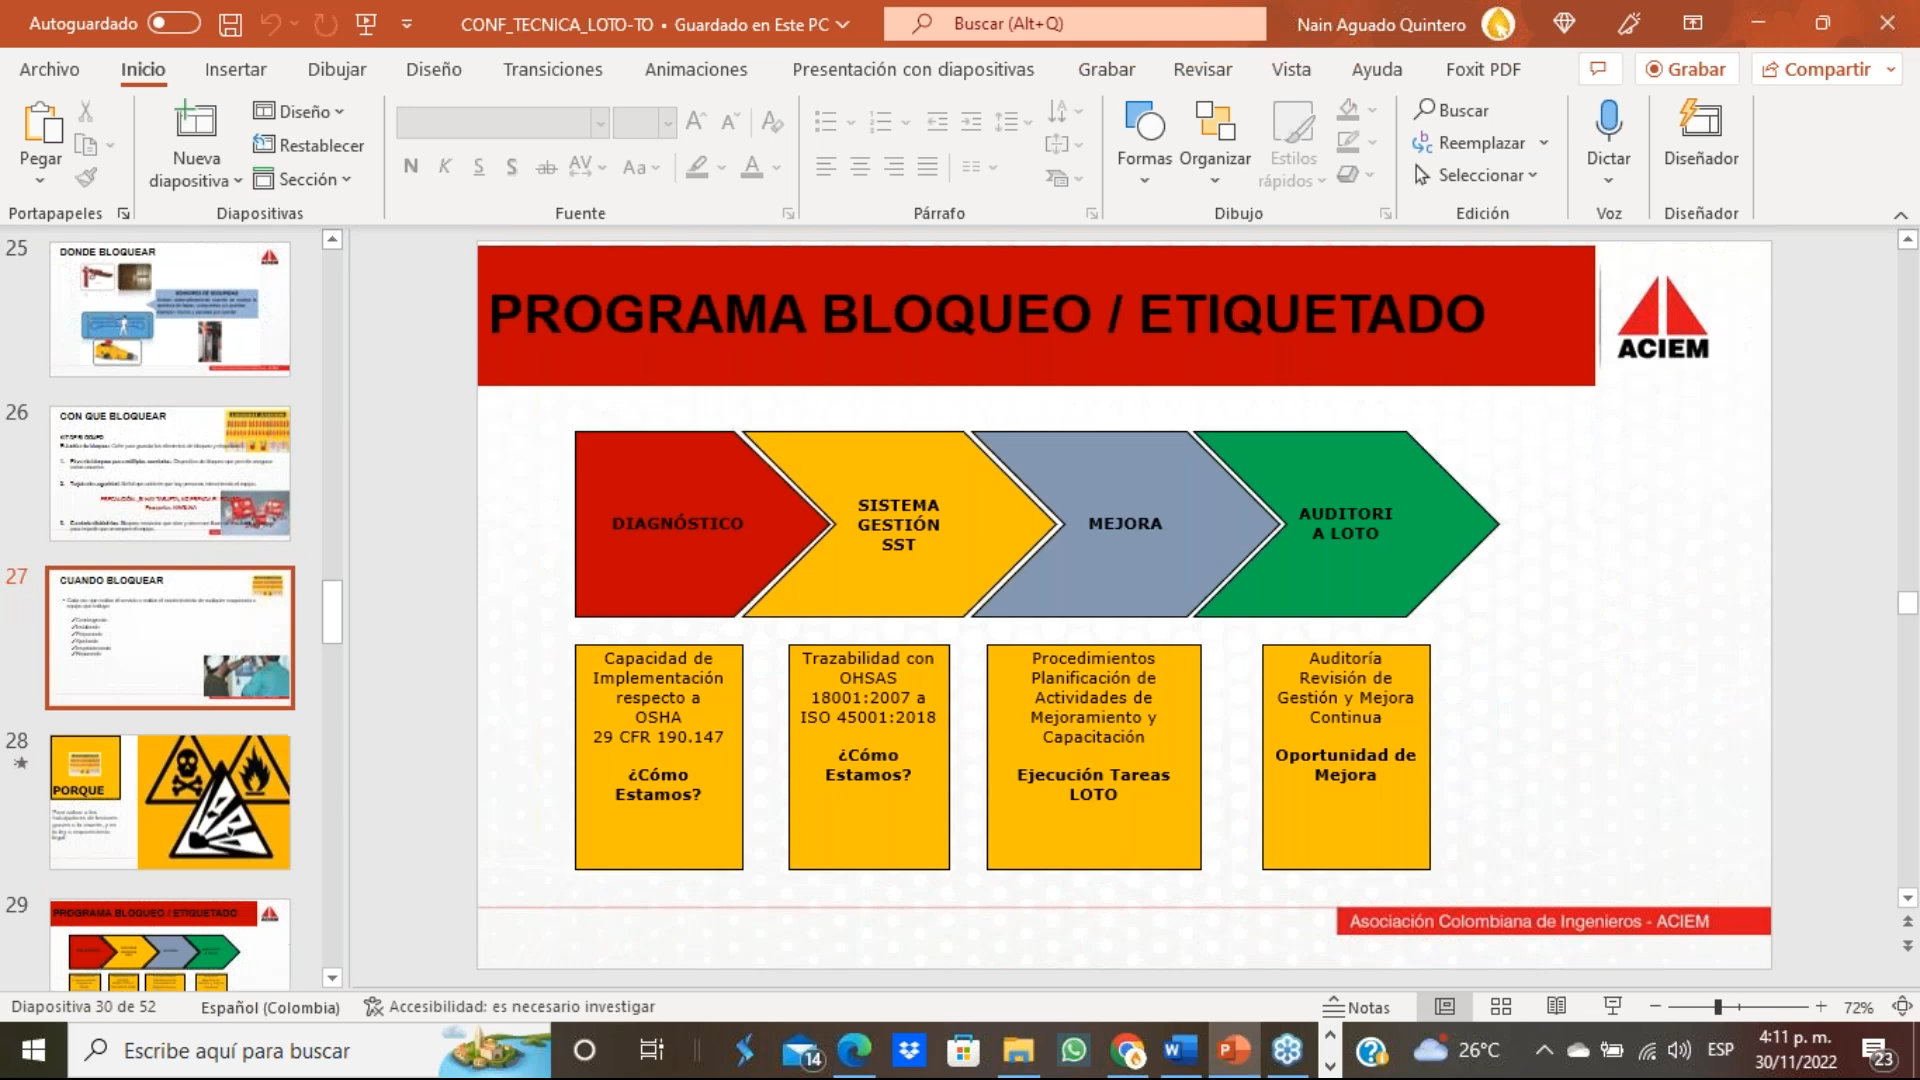 Autoguardado
CONF_TECNICA_LOTO-TO • Guardado en Este PC
Buscar (Alt+Q)
Nain Aguado Quintero
Archivo
Inicio
Insertar
Dibujar
Diseño
Transiciones
Animaciones
Presentación con diapositivas
Grabar
Revisar
Vista
Ayuda
Foxit PDF
Grabar
Compartir
Pegar
Nueva
diapositiva
Diseño
Restablecer
Sección
N K S S ab AV Aa A
Formas
Organizar
Estilos
rápidos
Buscar
Reemplazar
Seleccionar
Dictar
Diseñador
Portapapeles
Diapositivas
Fuente
Párrafo
Dibujo
Edición
Voz
Diseñador
25
DONDE BLOQUEAR
ACIEM
26
CON QUE BLOQUEAR
27
CUANDO BLOQUEAR
28
PORQUE
29
PROGRAMA BLOQUEO / ETIQUETADO
PROGRAMA BLOQUEO / ETIQUETADO
ACIEM
DIAGNÓSTICO
SISTEMA
GESTIÓN
SST
MEJORA
AUDITORI
A LOTO
Capacidad de
Implementación
respecto a
OSHA
29 CFR 190.147
¿Cómo
Estamos?
Trazabilidad con
OHSAS
18001:2007 a
ISO 45001:2018
¿Cómo
Estamos?
Procedimientos
Planificación de
Actividades de
Mejoramiento y
Capacitación
Ejecución Tareas
LOTO
Auditoría
Revisión de
Gestión y Mejora
Continua
Oportunidad de
Mejora
Asociación Colombiana de Ingenieros - ACIEM
Diapositiva 30 de 52
Español (Colombia)
Accesibilidad: es necesario investigar
Notas
72%
Escribe aquí para buscar
14
26°C
ESP
4:11 p. m.
30/11/2022
23